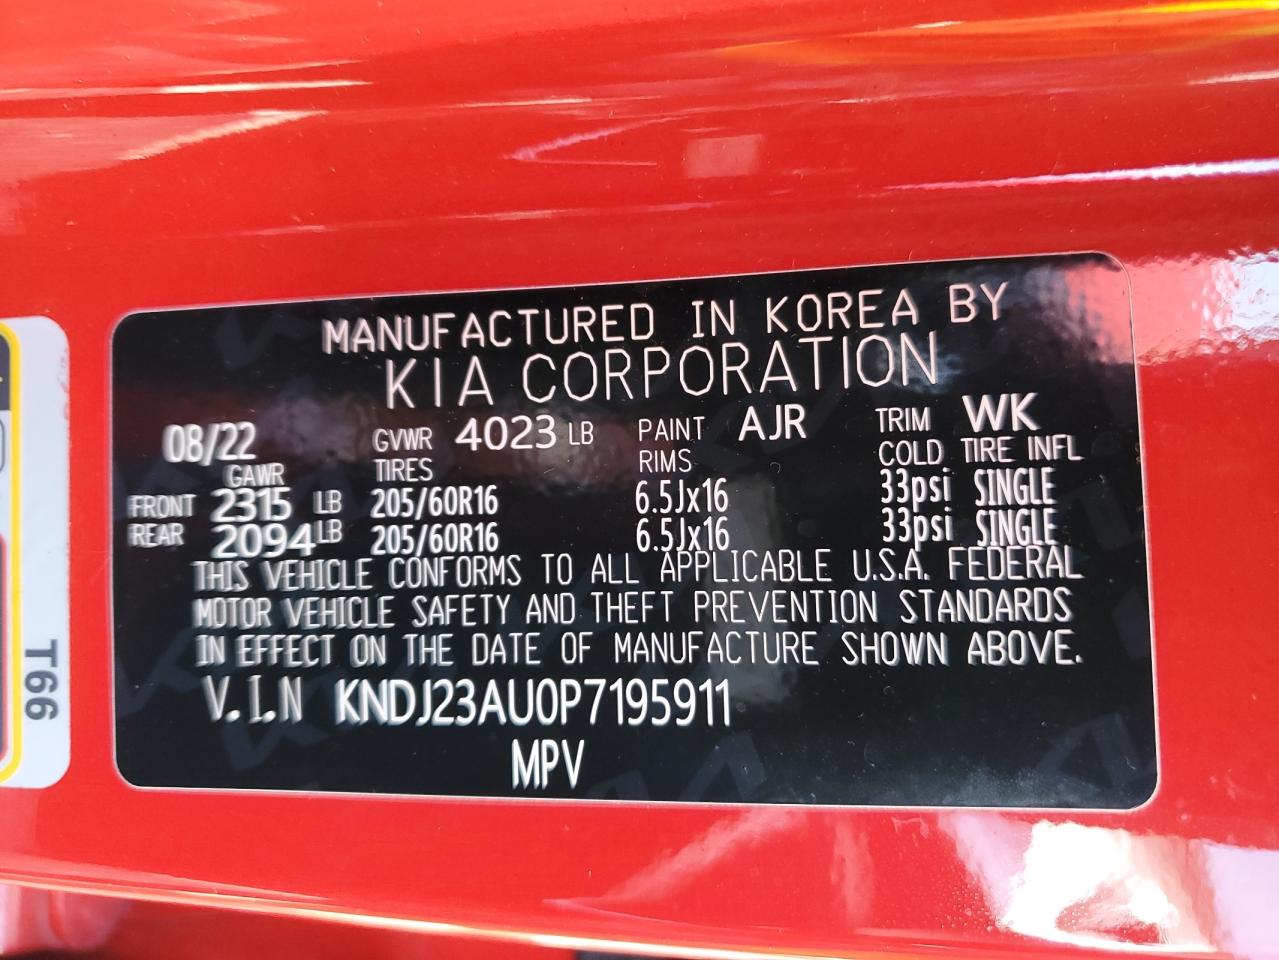 MANUFACTURED IN KOREA BY
KIA CORPORATION
08/22 GVWR 4023 LB PAINT AJR TRIM WK
GAWR TIRES RIMS COLD TIRE INFL
FRONT 2315 LB 205/60R16 6.5Jx16 33psi SINGLE
REAR 2094 LB 205/60R16 6.5Jx16 33psi SINGLE
THIS VEHICLE CONFORMS TO ALL APPLICABLE U.S.A. FEDERAL
MOTOR VEHICLE SAFETY AND THEFT PREVENTION STANDARDS
IN EFFECT ON THE DATE OF MANUFACTURE SHOWN ABOVE.
V.I.N KNDJ23AU0P7195911
MPV
T66